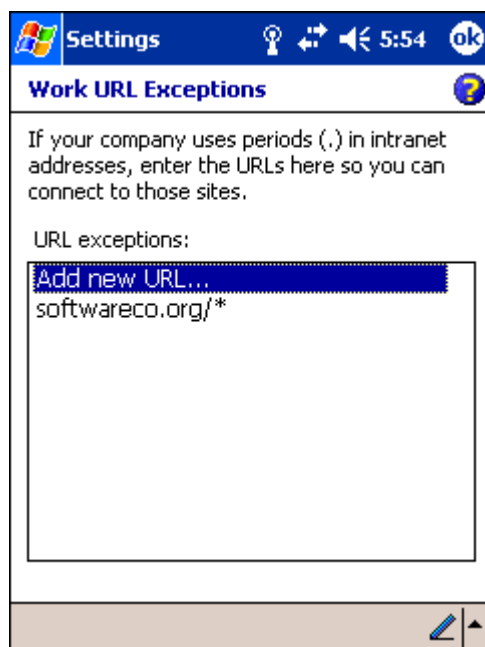 Settings 5:54 ok
Work URL Exceptions ?
If your company uses periods (.) in intranet
addresses, enter the URLs here so you can
connect to those sites.
URL exceptions:
Add new URL...
softwareco.org/*